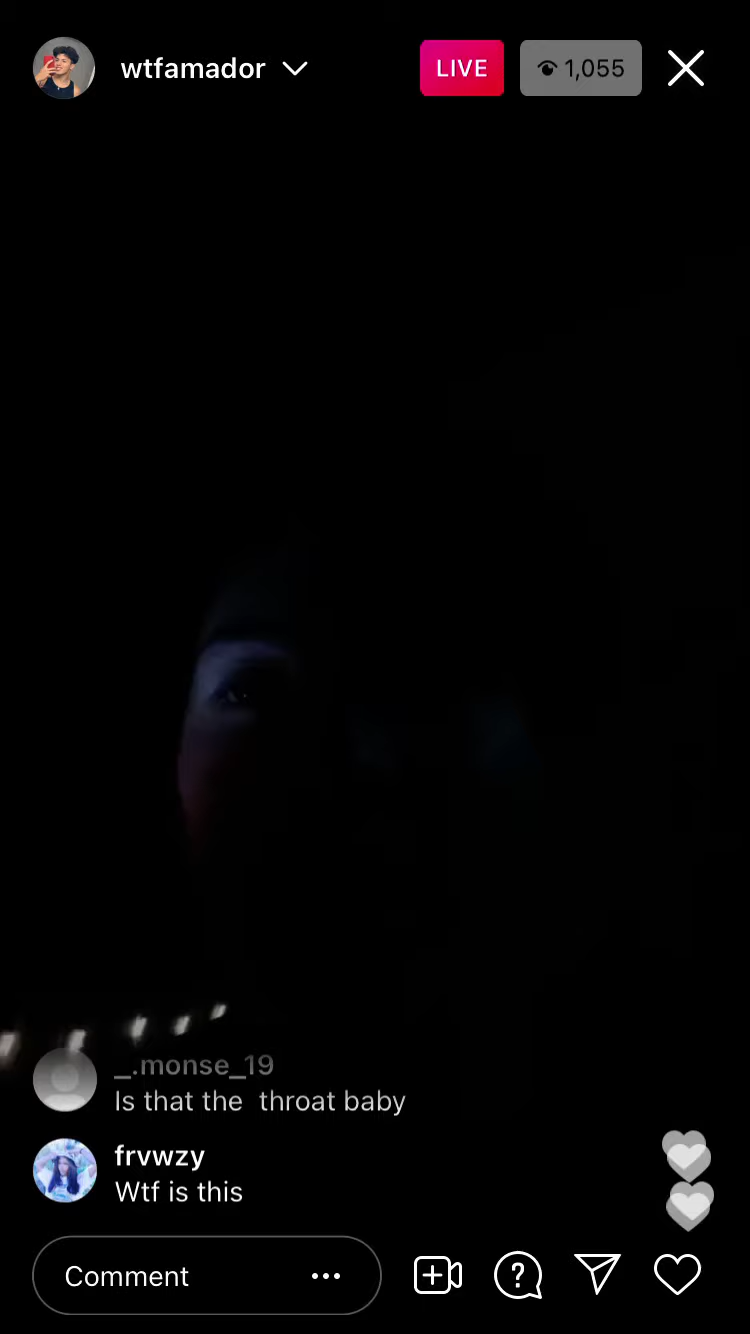 wtfamador
LIVE
1,055
_.monse_19
Is that the  throat baby
frvwzy
Wtf is this
Comment